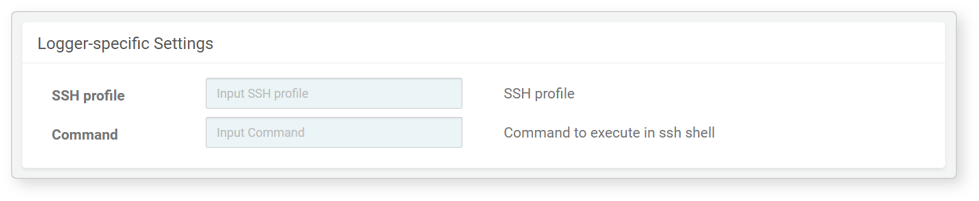 Logger-specific Settings
SSH profile Input SSH profile SSH profile
Command Input Command Command to execute in ssh shell